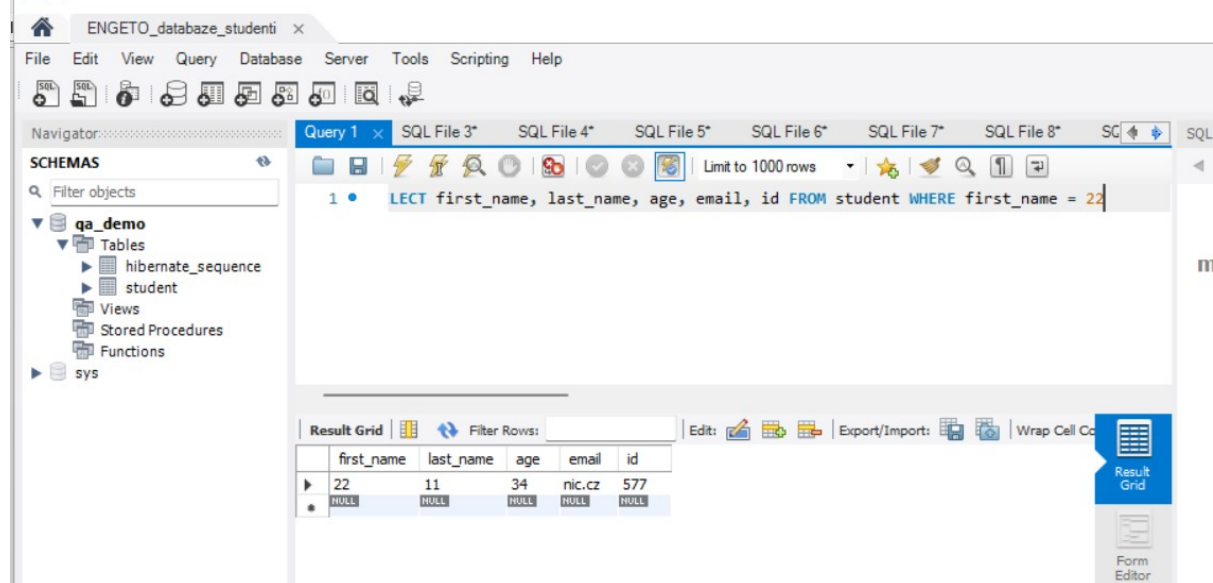 ENGETO_databaze_studenti
File Edit View Query Database Server Tools Scripting Help
Navigator
SCHEMAS
Filter objects
qa_demo
Tables
hibernate_sequence
student
Views
Stored Procedures
Functions
sys
Query 1 SQL File 3* SQL File 4* SQL File 5* SQL File 6* SQL File 7* SQL File 8* SQL
Limit to 1000 rows
1 LECT first_name, last_name, age, email, id FROM student WHERE first_name = 22
m
Result Grid Filter Rows: Edit: Export/Import: Wrap Cell Co
first_name last_name age email id
22 11 34 nic.cz 577
NULL NULL NULL NULL NULL
Result
Grid
Form
Editor